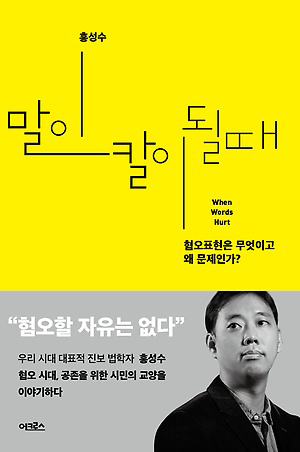 홍성수
말이 칼이 될 때
When
Words
Hurt
혐오표현은 무엇이고
왜 문제인가?
“혐오할 자유는 없다”
우리 시대 대표적 진보 법학자 홍성수
혐오 시대, 공존을 위한 시민의 교양을
이야기하다
어크로스